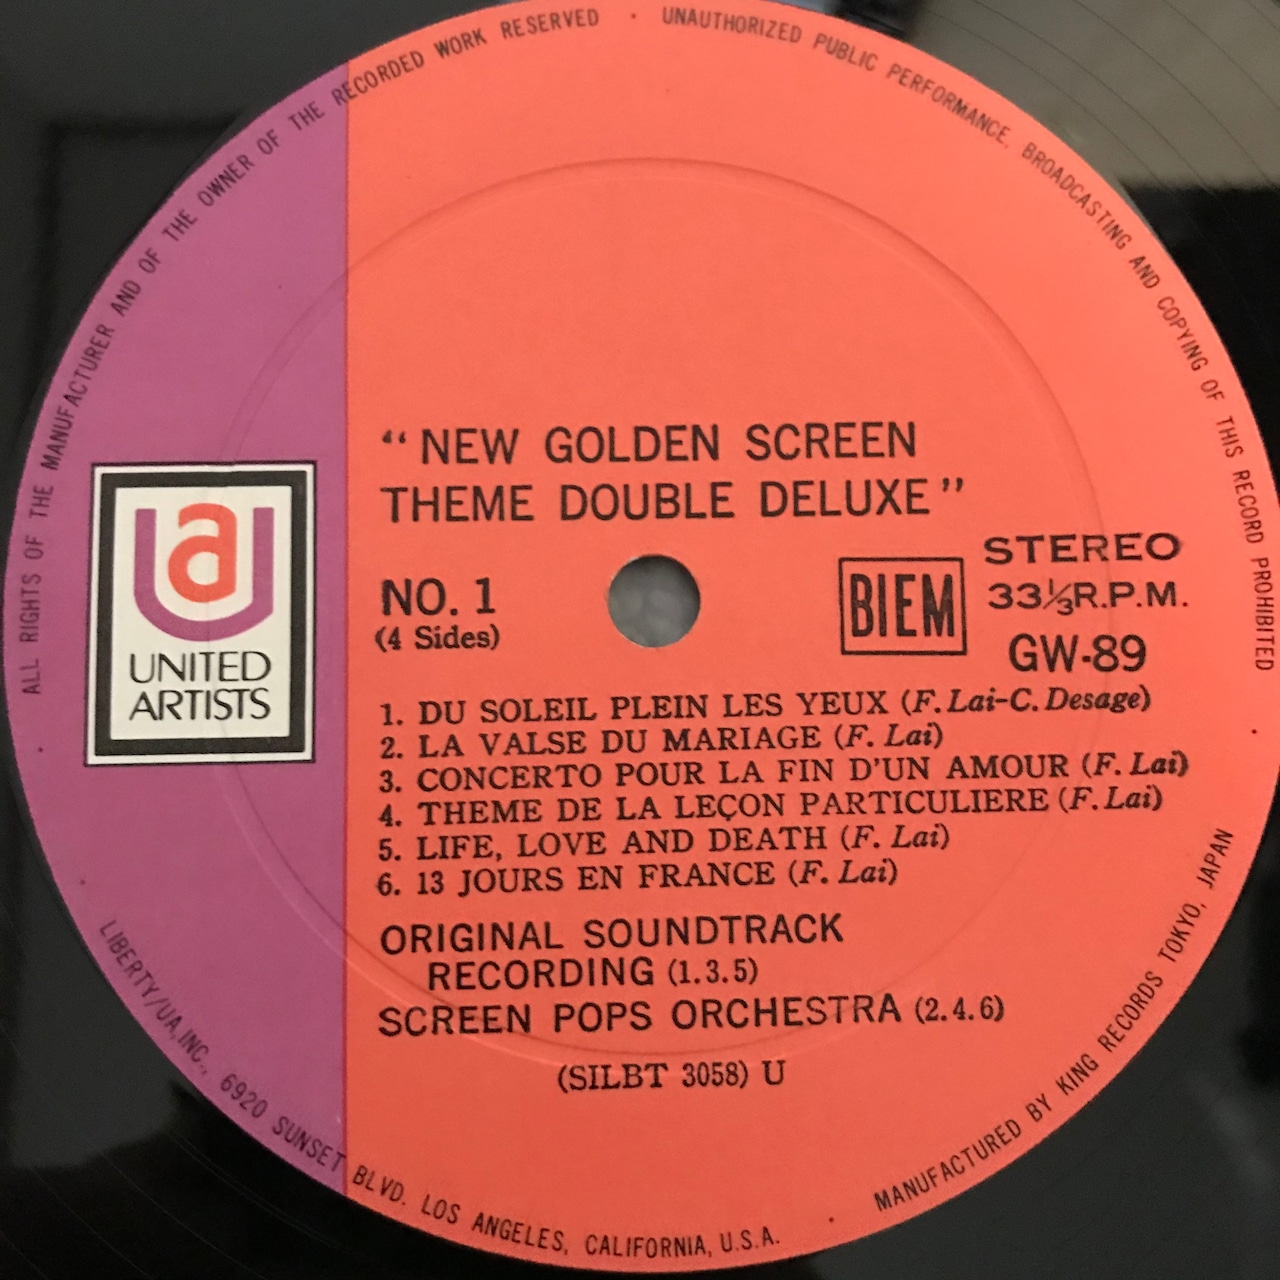 ALL RIGHTS OF THE MANUFACTURER AND OF THE OWNER OF THE RECORDED WORK RESERVED · UNAUTHORIZED PUBLIC PERFORMANCE, BROADCASTING AND COPYING OF THIS RECORD PROHIBITED ·
“NEW GOLDEN SCREEN
THEME DOUBLE DELUXE”
ua
UNITED
ARTISTS
NO. 1
(4 Sides)
BIEM
STEREO
33⅓R.P.M.
GW-89
1. DU SOLEIL PLEIN LES YEUX (F. Lai-C. Desage)
2. LA VALSE DU MARIAGE (F. Lai)
3. CONCERTO POUR LA FIN D'UN AMOUR (F. Lai)
4. THEME DE LA LEÇON PARTICULIERE (F. Lai)
5. LIFE, LOVE AND DEATH (F. Lai)
6. 13 JOURS EN FRANCE (F. Lai)
ORIGINAL SOUNDTRACK
RECORDING (1.3.5)
SCREEN POPS ORCHESTRA (2.4.6)
(SILBT 3058) U
LIBERTY/UA, INC., 6920 SUNSET BLVD. LOS ANGELES, CALIFORNIA, U.S.A. · MANUFACTURED BY KING RECORDS TOKYO, JAPAN